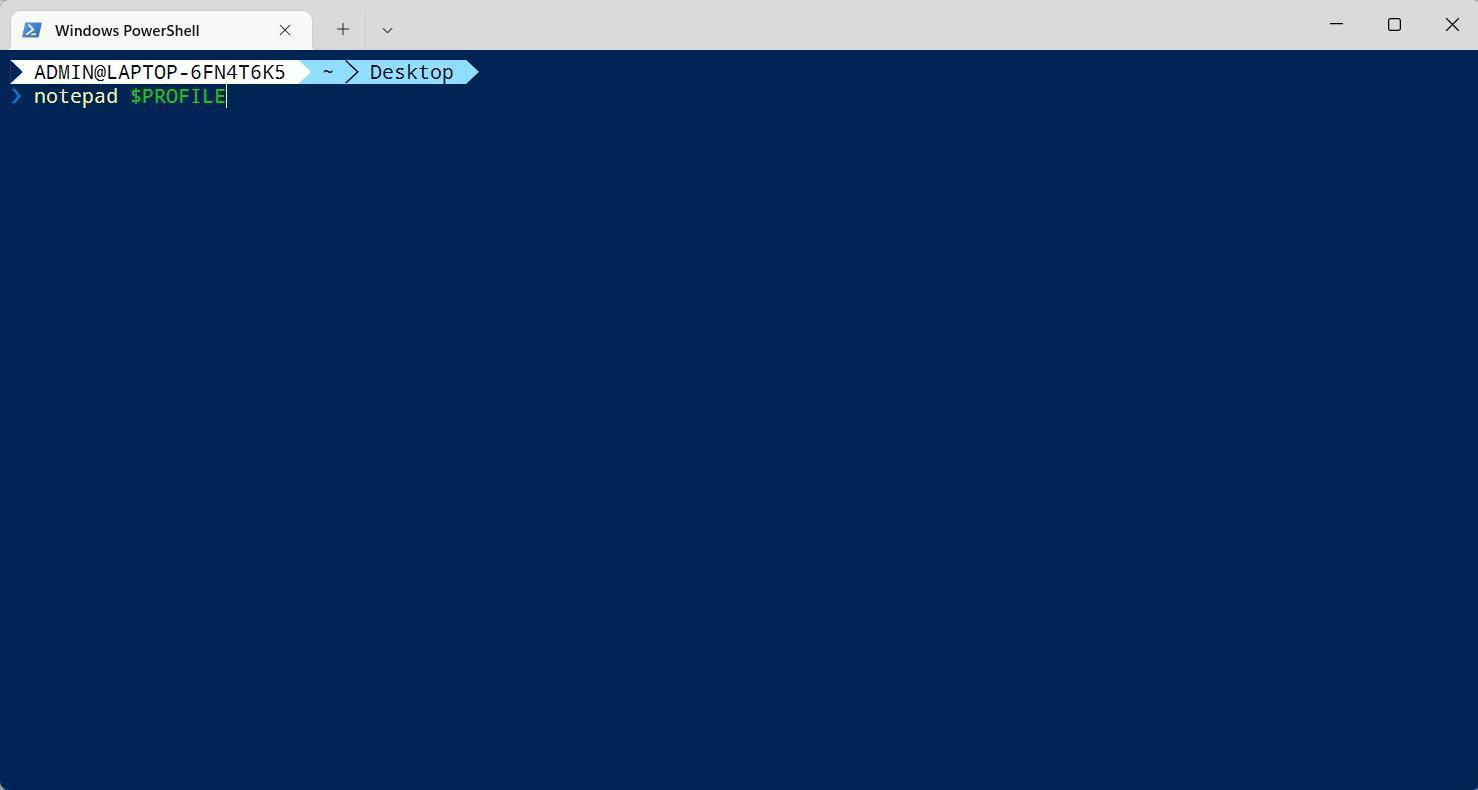 Windows PowerShell
ADMIN@LAPTOP-6FN4T6K5 ~ Desktop
❯ notepad $PROFILE